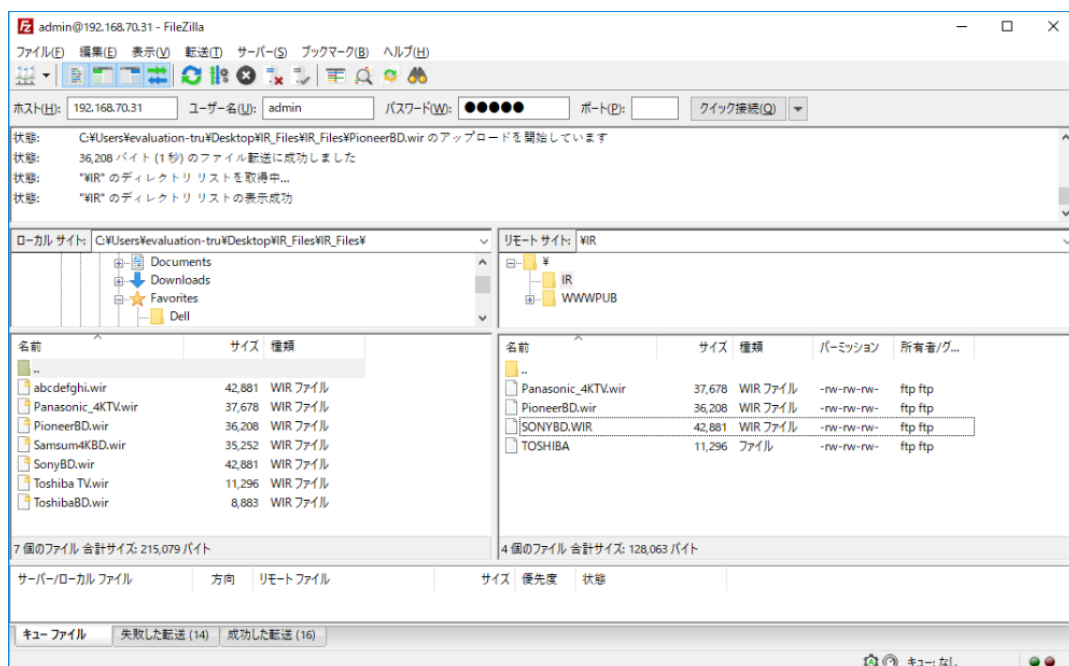 admin@192.168.70.31 - FileZilla
ファイル(F) 編集(E) 表示(V) 転送(T) サーバー(S) ブックマーク(B) ヘルプ(H)
ホスト(H): 192.168.70.31 ユーザー名(U): admin パスワード(W): ●●●●● ポート(P): クイック接続(Q)
状態: C:¥Users¥evaluation-tru¥Desktop¥IR_Files¥IR_Files¥PioneerBD.wir のアップロードを開始しています
状態: 36,208 バイト (1 秒) のファイル転送に成功しました
状態: "¥IR" のディレクトリ リストを取得中...
状態: "¥IR" のディレクトリ リストの表示成功
ローカル サイト: C:¥Users¥evaluation-tru¥Desktop¥IR_Files¥IR_Files¥
Documents
Downloads
Favorites
Dell
リモート サイト: ¥IR
¥
IR
WWWPUB
名前 サイズ 種類
..
abcdefghi.wir 42,881 WIR ファイル
Panasonic_4KTV.wir 37,678 WIR ファイル
PioneerBD.wir 36,208 WIR ファイル
Samsum4KBD.wir 35,252 WIR ファイル
SonyBD.wir 42,881 WIR ファイル
Toshiba TV.wir 11,296 WIR ファイル
ToshibaBD.wir 8,883 WIR ファイル
7 個のファイル 合計サイズ: 215,079 バイト
名前 サイズ 種類 パーミッション 所有者/グ...
..
Panasonic_4KTV.wir 37,678 WIR ファイル -rw-rw-rw- ftp ftp
PioneerBD.wir 36,208 WIR ファイル -rw-rw-rw- ftp ftp
SONYBD.WIR 42,881 WIR ファイル -rw-rw-rw- ftp ftp
TOSHIBA 11,296 ファイル -rw-rw-rw- ftp ftp
4 個のファイル 合計サイズ: 128,063 バイト
サーバー/ローカル ファイル 方向 リモート ファイル サイズ 優先度 状態
キュー ファイル 失敗した転送 (14) 成功した転送 (16)
キュー: なし